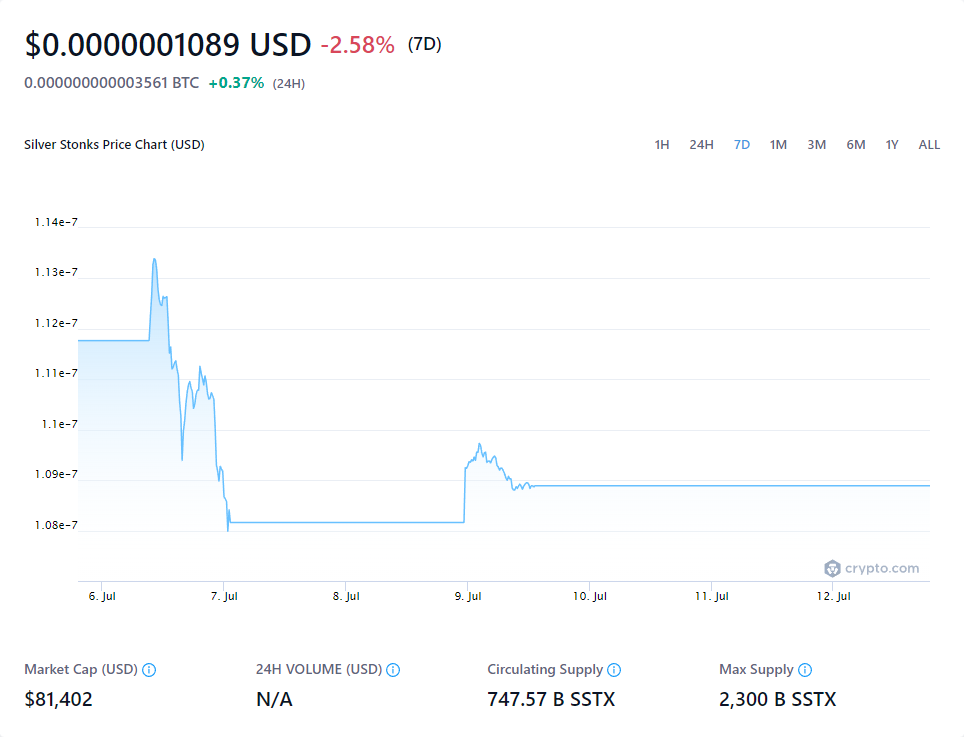 $0.0000001089 USD -2.58% (7D)
0.000000000003561 BTC +0.37% (24H)
Silver Stonks Price Chart (USD) 1H 24H 7D 1M 3M 6M 1Y ALL
1.14e-7
1.13e-7
1.12e-7
1.11e-7
1.1e-7
1.09e-7
1.08e-7
crypto.com
6. Jul 7. Jul 8. Jul 9. Jul 10. Jul 11. Jul 12. Jul
Market Cap (USD) 24H VOLUME (USD) Circulating Supply Max Supply
$81,402 N/A 747.57 B SSTX 2,300 B SSTX